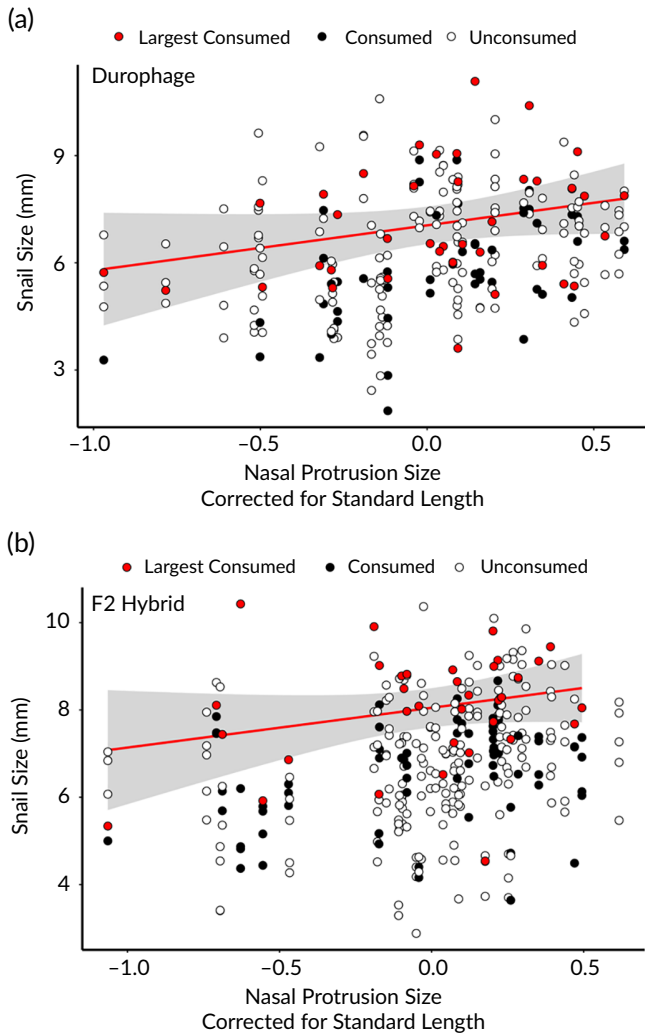 (a)
Largest Consumed Consumed Unconsumed
Durophage
9
6
3
Snail Size (mm)
−1.0 −0.5 0.0 0.5
Nasal Protrusion Size
Corrected for Standard Length
(b)
Largest Consumed Consumed Unconsumed
F2 Hybrid
10
8
6
4
Snail Size (mm)
−1.0 −0.5 0.0 0.5
Nasal Protrusion Size
Corrected for Standard Length